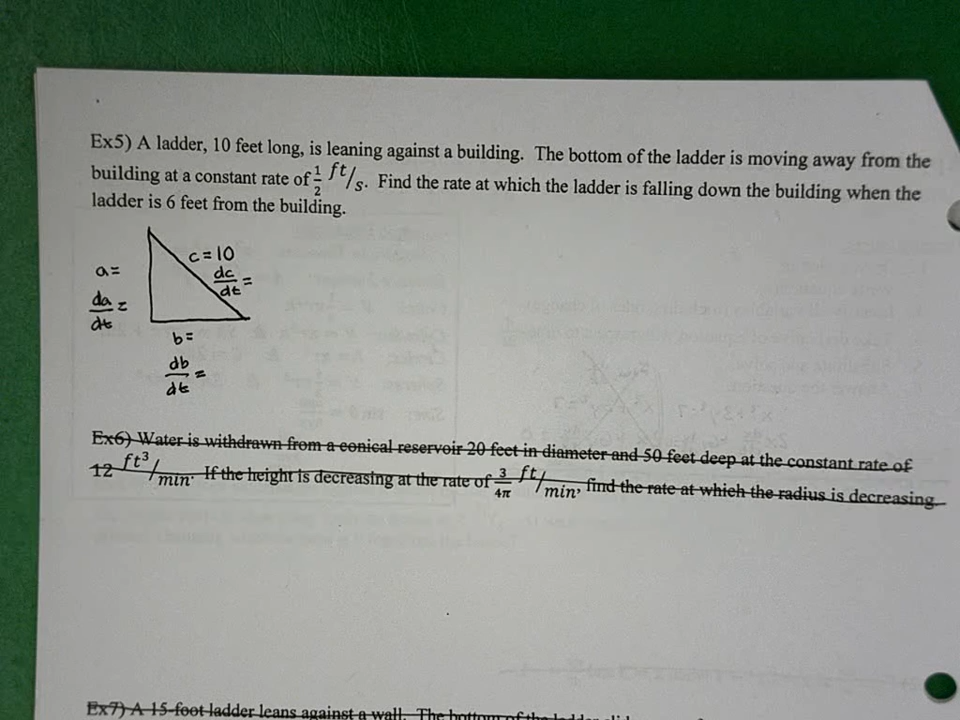 Ex5) A ladder, 10 feet long, is leaning against a building. The bottom of the ladder is moving away from the
building at a constant rate of 1/2 ft/s. Find the rate at which the ladder is falling down the building when the
ladder is 6 feet from the building.
c = 10
a =
dc/dt =
da/dt =
b =
db/dt =
Ex6) Water is withdrawn from a conical reservoir 20 feet in diameter and 50 feet deep at the constant rate of
12 ft³/min. If the height is decreasing at the rate of 3/4π ft/min, find the rate at which the radius is decreasing.
Ex7) A 15-foot ladder leans against a wall. The bottom of the ladder